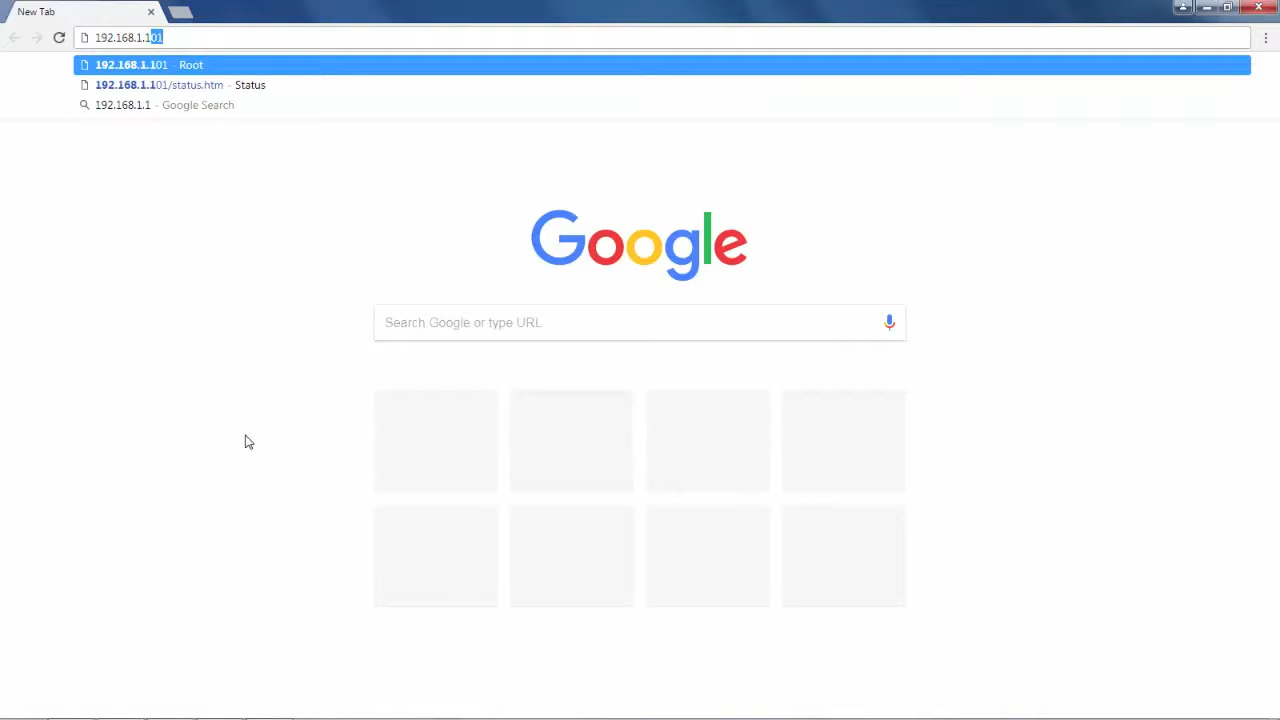 New Tab
192.168.1.101
192.168.1.101 - Root
192.168.1.101/status.htm - Status
192.168.1.1 - Google Search
Google
Search Google or type URL